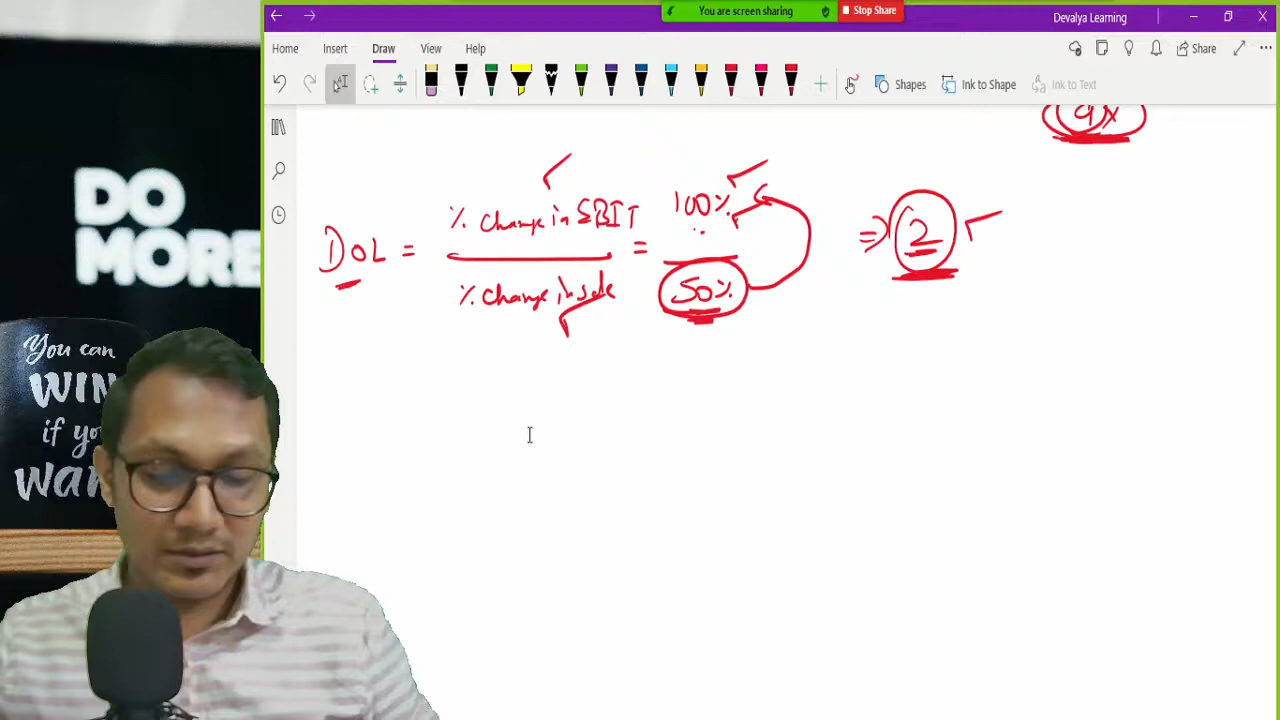 You are screen sharing Stop Share
Devalya Learning
Home Insert Draw View Help Share
Shapes Ink to Shape Ink to Text
9x
DOL = % change in EBIT / % change in sale = 100% / 50% => 2
DO
MORE
You can
WIN
if you
wan